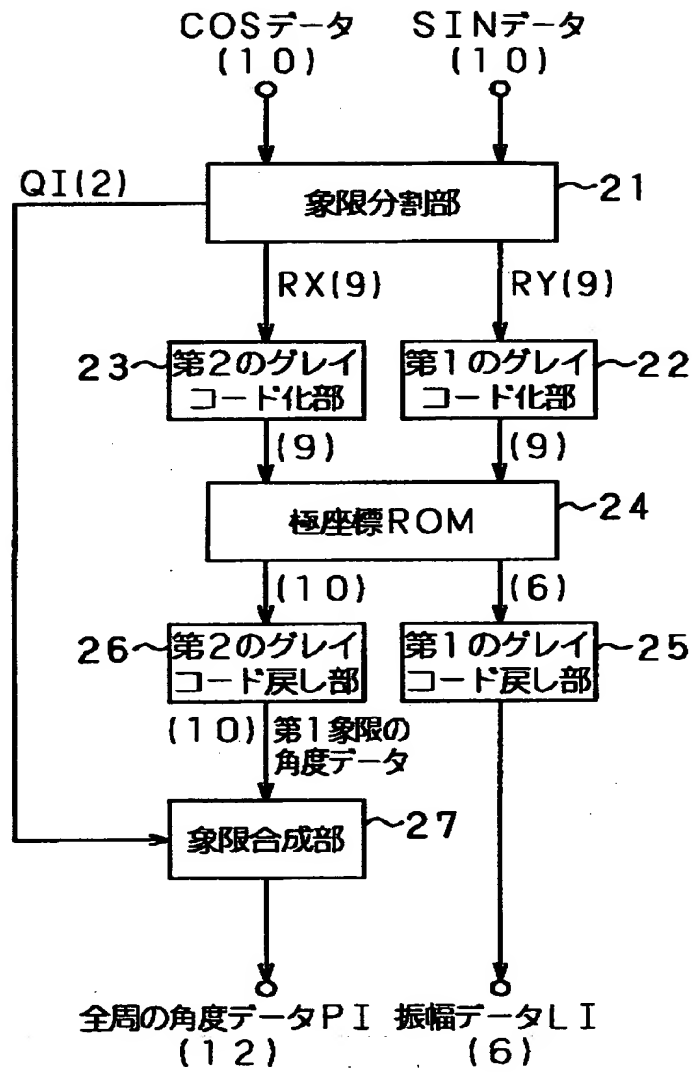 COSデータ
(10)
SINデータ
(10)
QI(2)
象限分割部
21
RX(9)
RY(9)
23
第2のグレイ
コード化部
第1のグレイ
コード化部
22
(9)
(9)
極座標ROM
24
(10)
(6)
26
第2のグレイ
コード戻し部
第1のグレイ
コード戻し部
25
(10)
第1象限の
角度データ
象限合成部
27
全周の角度データPI
(12)
振幅データLI
(6)